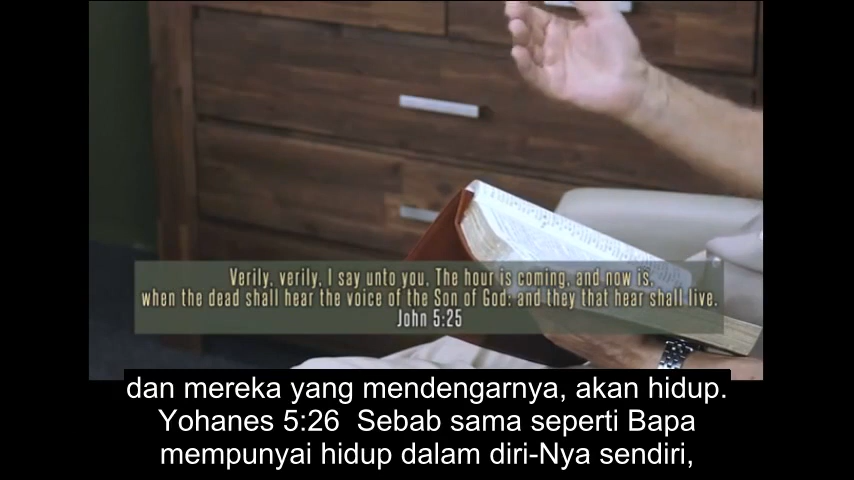 Verily, verily, I say unto you, The hour is coming, and now is,
when the dead shall hear the voice of the Son of God: and they that hear shall live.
John 5:25
dan mereka yang mendengarnya, akan hidup.
Yohanes 5:26  Sebab sama seperti Bapa
mempunyai hidup dalam diri-Nya sendiri,